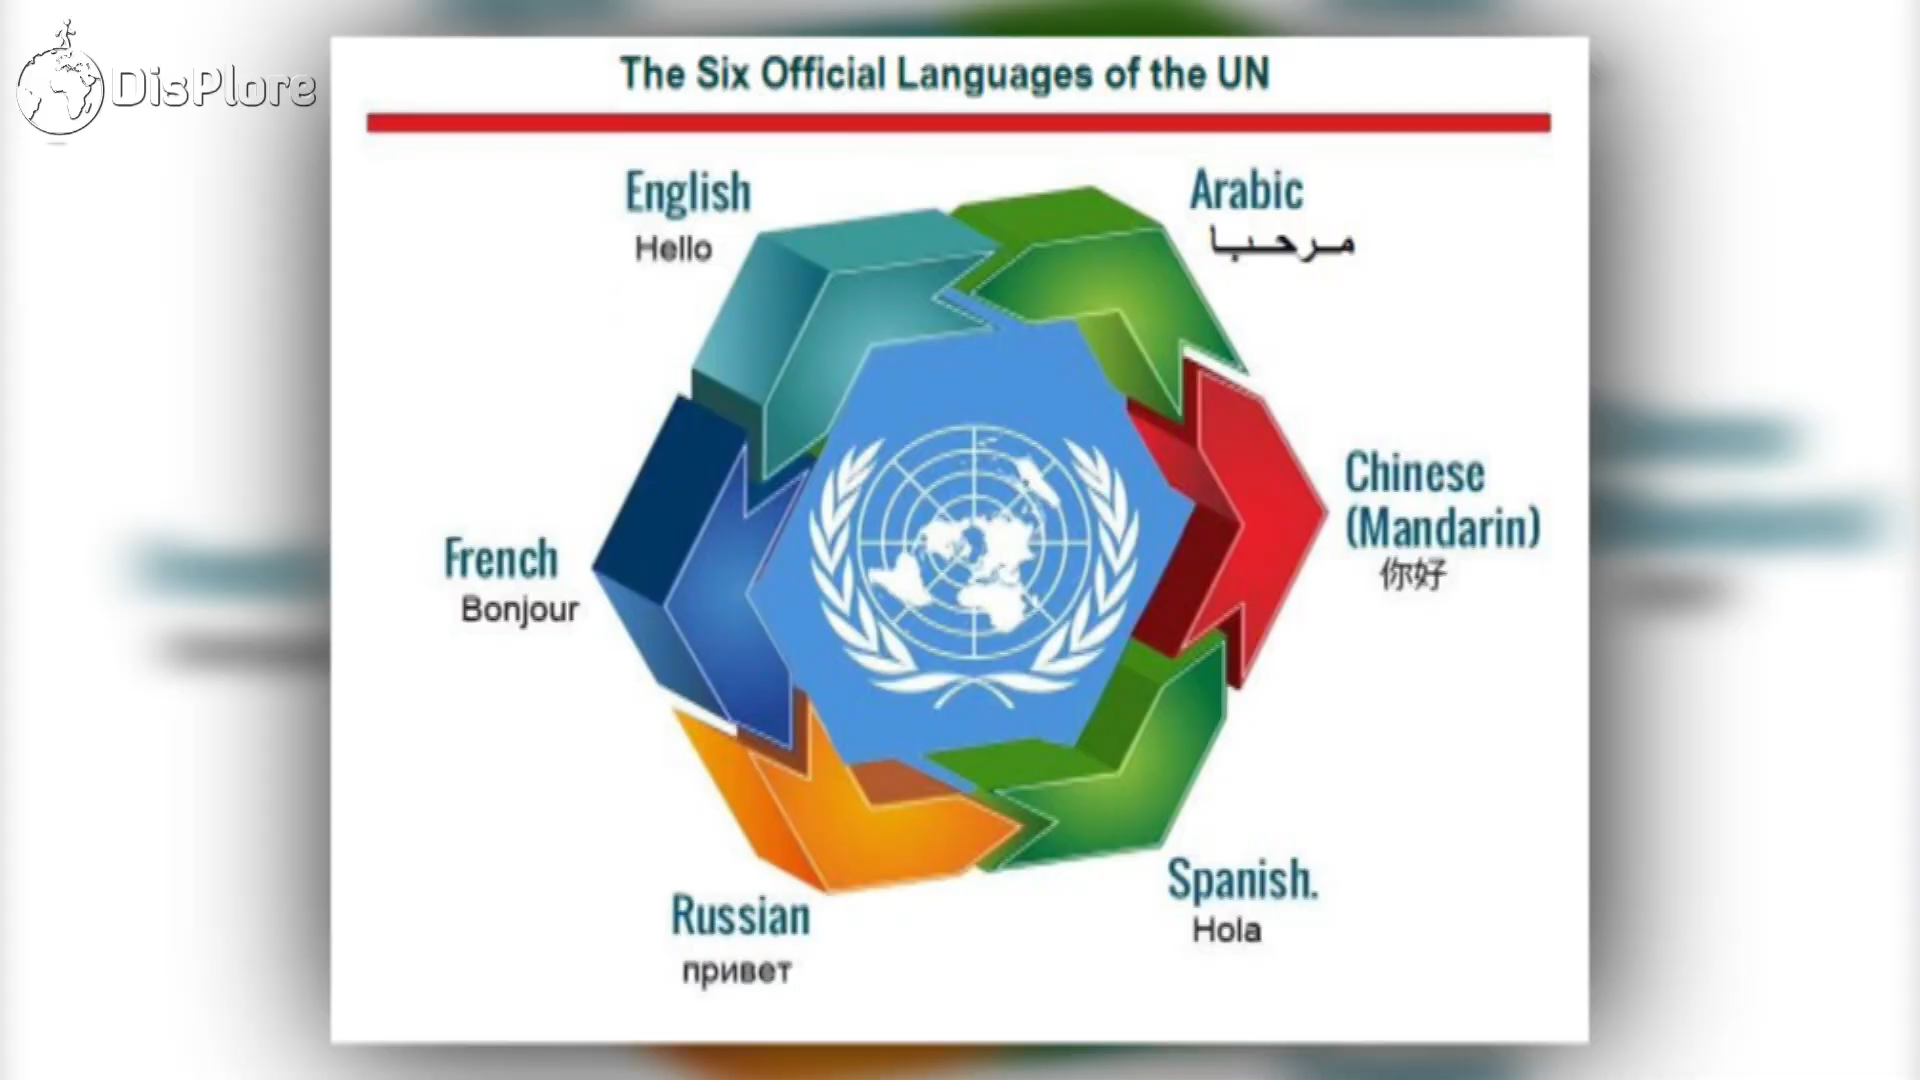 DisPlore
The Six Official Languages of the UN
English
Hello
Arabic
مرحبا
Chinese
(Mandarin)
你好
French
Bonjour
Spanish.
Hola
Russian
привет